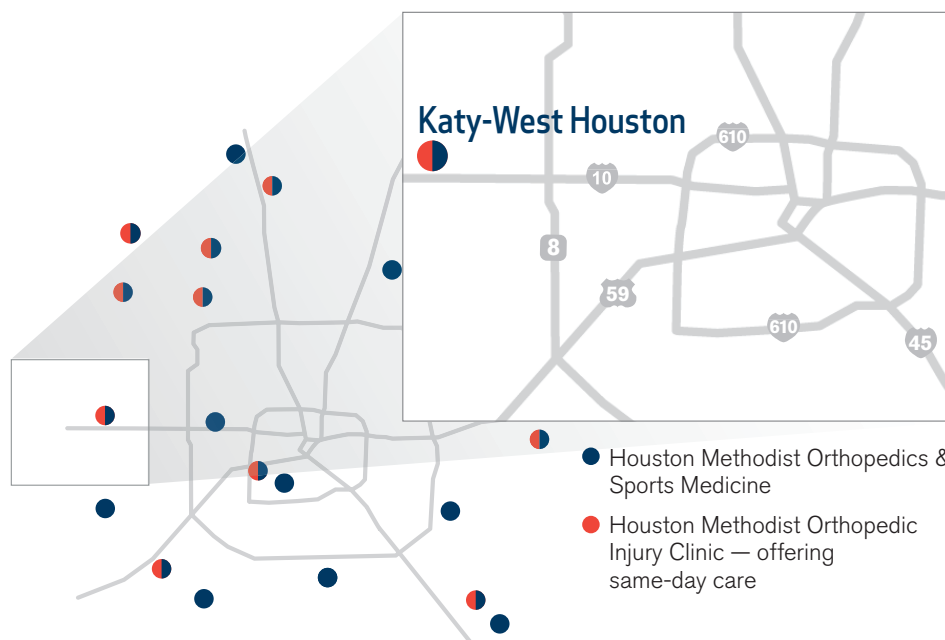 Katy-West Houston
610
10
8
59
610
45
Houston Methodist Orthopedics &
Sports Medicine
Houston Methodist Orthopedic
Injury Clinic — offering
same-day care